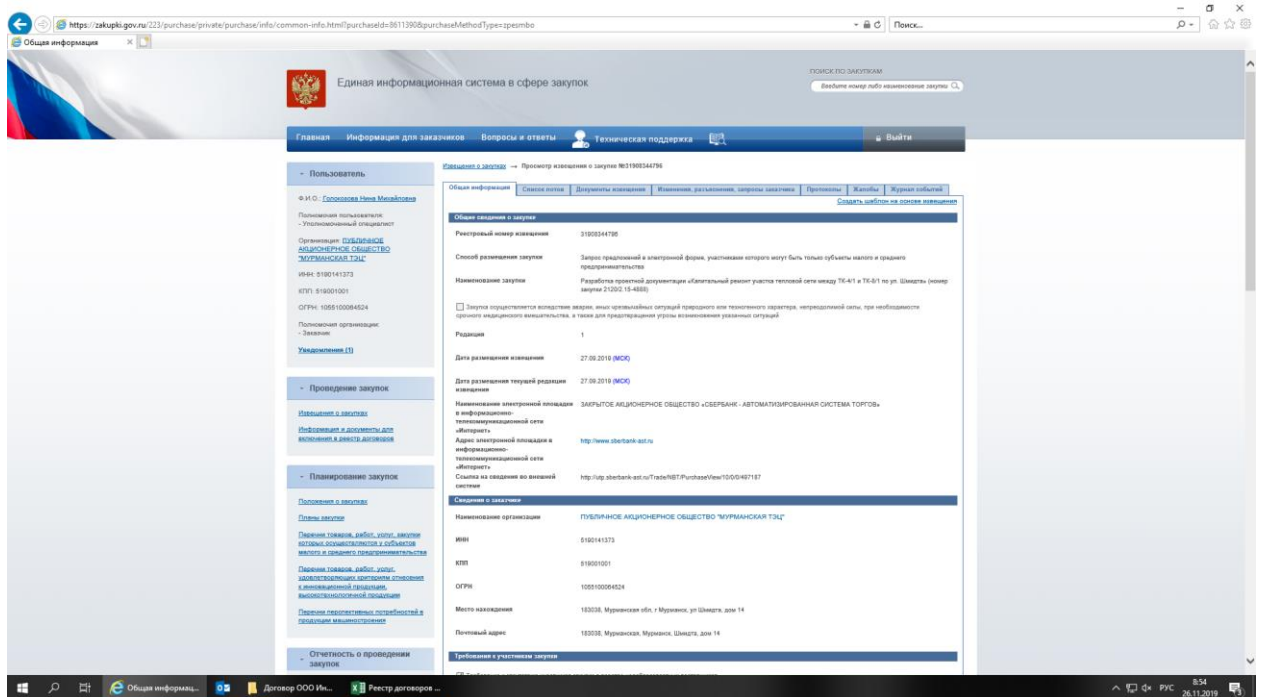 https://zakupki.gov.ru/223/purchase/private/purchase/info/common-info.html?purchaseId=8611390&purchaseMethodType=zpesmbo
Поиск...
Общая информация
Единая информационная система в сфере закупок
ПОИСК ПО ЗАКУПКАМ
Введите номер либо наименование закупки
Главная Информация для заказчиков Вопросы и ответы Техническая поддержка Выйти
Извещения о закупках → Просмотр извещения о закупке №31908344796
Пользователь
Ф.И.О.: Голохозова Нина Михайловна
Полномочия пользователя:
- Уполномоченный специалист
Организация: ПУБЛИЧНОЕ
АКЦИОНЕРНОЕ ОБЩЕСТВО
"МУРМАНСКАЯ ТЭЦ"
ИНН: 5190141373
КПП: 519001001
ОГРН: 1055100064524
Полномочия организации:
- Заказчик
Уведомления (1)
Проведение закупок
Извещения о закупках
Информация и документы для
включения в реестр договоров
Планирование закупок
Положения о закупках
Планы закупки
Перечни товаров, работ, услуг, закупки
которых осуществляются у субъектов
малого и среднего предпринимательства
Перечни товаров, работ, услуг,
удовлетворяющих критериям отнесения
к инновационной продукции,
высокотехнологичной продукции
Перечни перспективных потребностей в
продукции машиностроения
Отчетность о проведении
закупок
Общая информация Список лотов Документы извещения Изменения, разъяснения, запросы заказчика Протоколы Жалобы Журнал событий
Создать шаблон на основе извещения
Общие сведения о закупке
Реестровый номер извещения 31908344796
Способ размещения закупки Запрос предложений в электронной форме, участниками которого могут быть только субъекты малого и среднего
предпринимательства
Наименование закупки Разработка проектной документации «Капитальный ремонт участка тепловой сети между ТК-4/1 и ТК-5/1 по ул. Шмидта» (номер
закупки 2120/2.15-4888)
Закупка осуществляется вследствие аварии, иных чрезвычайных ситуаций природного или техногенного характера, непреодолимой силы, при необходимости
срочного медицинского вмешательства, а также для предотвращения угрозы возникновения указанных ситуаций
Редакция 1
Дата размещения извещения 27.09.2019 (МСК)
Дата размещения текущей редакции
извещения 27.09.2019 (МСК)
Наименование электронной площадки
в информационно-
телекоммуникационной сети
«Интернет» ЗАКРЫТОЕ АКЦИОНЕРНОЕ ОБЩЕСТВО «СБЕРБАНК - АВТОМАТИЗИРОВАННАЯ СИСТЕМА ТОРГОВ»
Адрес электронной площадки в
информационно-
телекоммуникационной сети
«Интернет» http://www.sberbank-ast.ru
Ссылка на сведения во внешней
системе http://utp.sberbank-ast.ru/Trade/NBT/PurchaseView/10/0/0/497187
Сведения о заказчике
Наименование организации ПУБЛИЧНОЕ АКЦИОНЕРНОЕ ОБЩЕСТВО "МУРМАНСКАЯ ТЭЦ"
ИНН 5190141373
КПП 519001001
ОГРН 1055100064524
Место нахождения 183038, Мурманская обл, г Мурманск, ул Шмидта, дом 14
Почтовый адрес 183038, Мурманская, Мурманск, Шмидта, дом 14
Требования к участникам закупки
Общая информац...
Договор ООО Ин...
Реестр договоров ...
РУС
8:54
26.11.2019